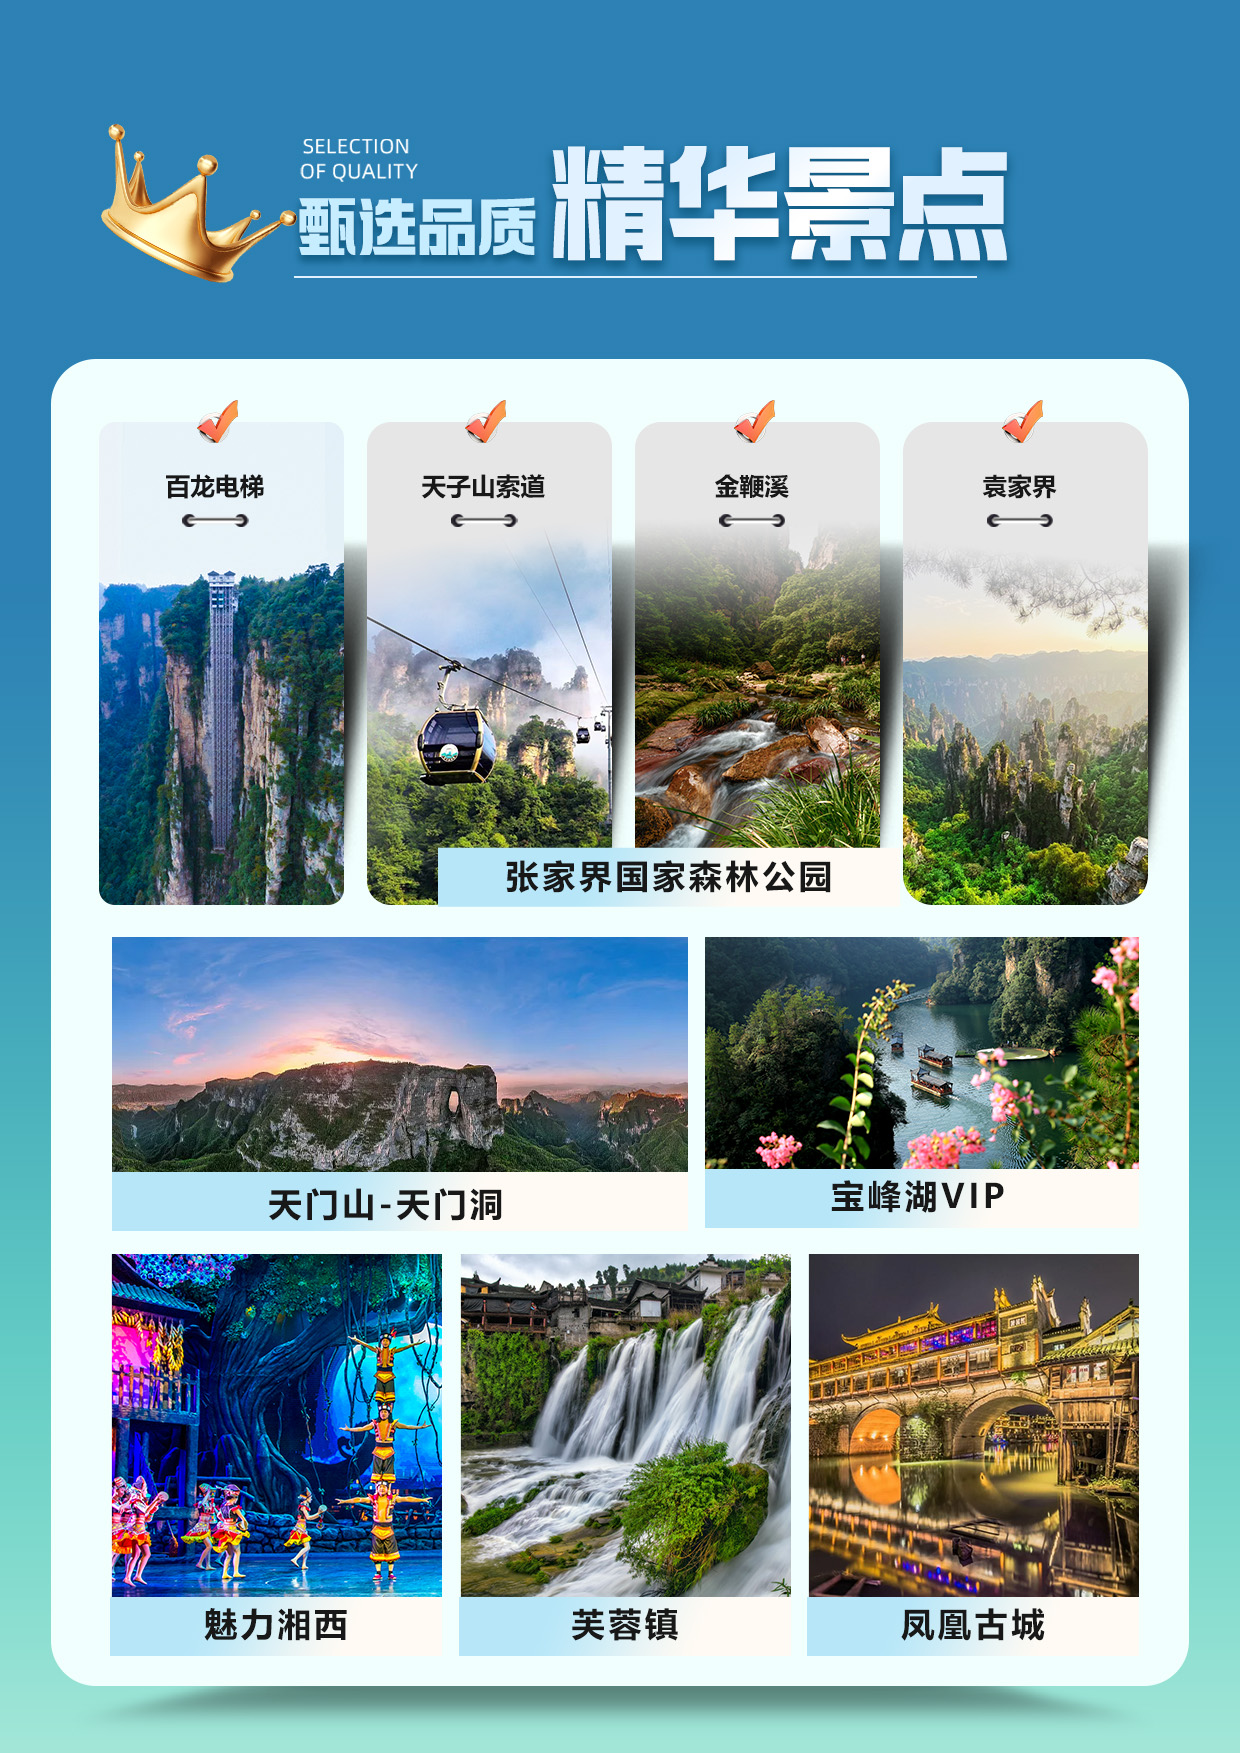 SELECTION
OF QUALITY
甄选品质 精华景点
百龙电梯
天子山索道
金鞭溪
袁家界
张家界国家森林公园
天门山-天门洞
宝峰湖VIP
魅力湘西
芙蓉镇
凤凰古城